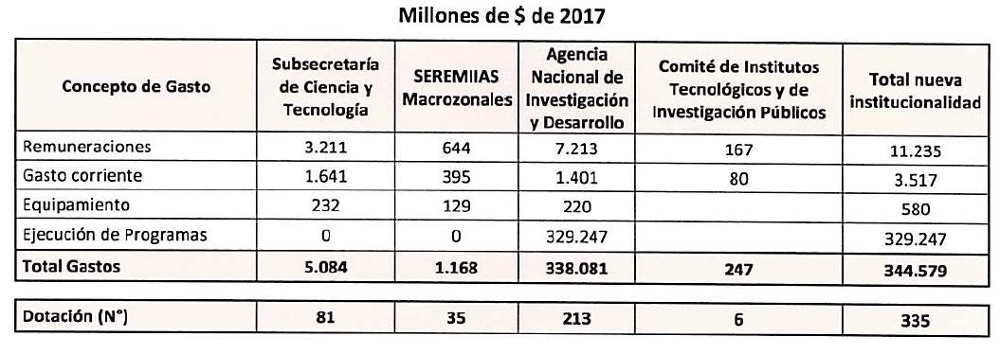 Millones de $ de 2017
Concepto de Gasto
Subsecretaría
de Ciencia y
Tecnología
SEREMIIAS
Macrozonales
Agencia
Nacional de
Investigación
y Desarrollo
Comité de Institutos
Tecnológicos y de
Investigación Públicos
Total nueva
institucionalidad
Remuneraciones 3.211 644 7.213 167 11.235
Gasto corriente 1.641 395 1.401 80 3.517
Equipamiento 232 129 220 580
Ejecución de Programas 0 0 329.247 329.247
Total Gastos 5.084 1.168 338.081 247 344.579
Dotación (N°) 81 35 213 6 335